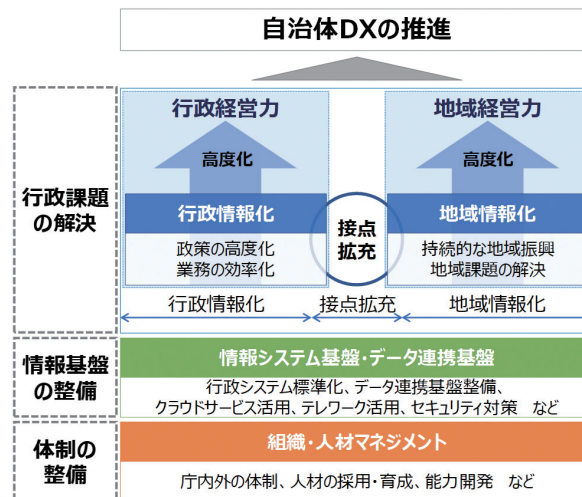 自治体DXの推進
行政課題
の解決
行政経営力
高度化
行政情報化
政策の高度化
業務の効率化
接点
拡充
地域経営力
高度化
地域情報化
持続的な地域振興
地域課題の解決
行政情報化
接点拡充
地域情報化
情報基盤
の整備
情報システム基盤・データ連携基盤
行政システム標準化、データ連携基盤整備、
クラウドサービス活用、テレワーク活用、セキュリティ対策 など
体制の
整備
組織・人材マネジメント
庁内外の体制、人材の採用・育成、能力開発 など